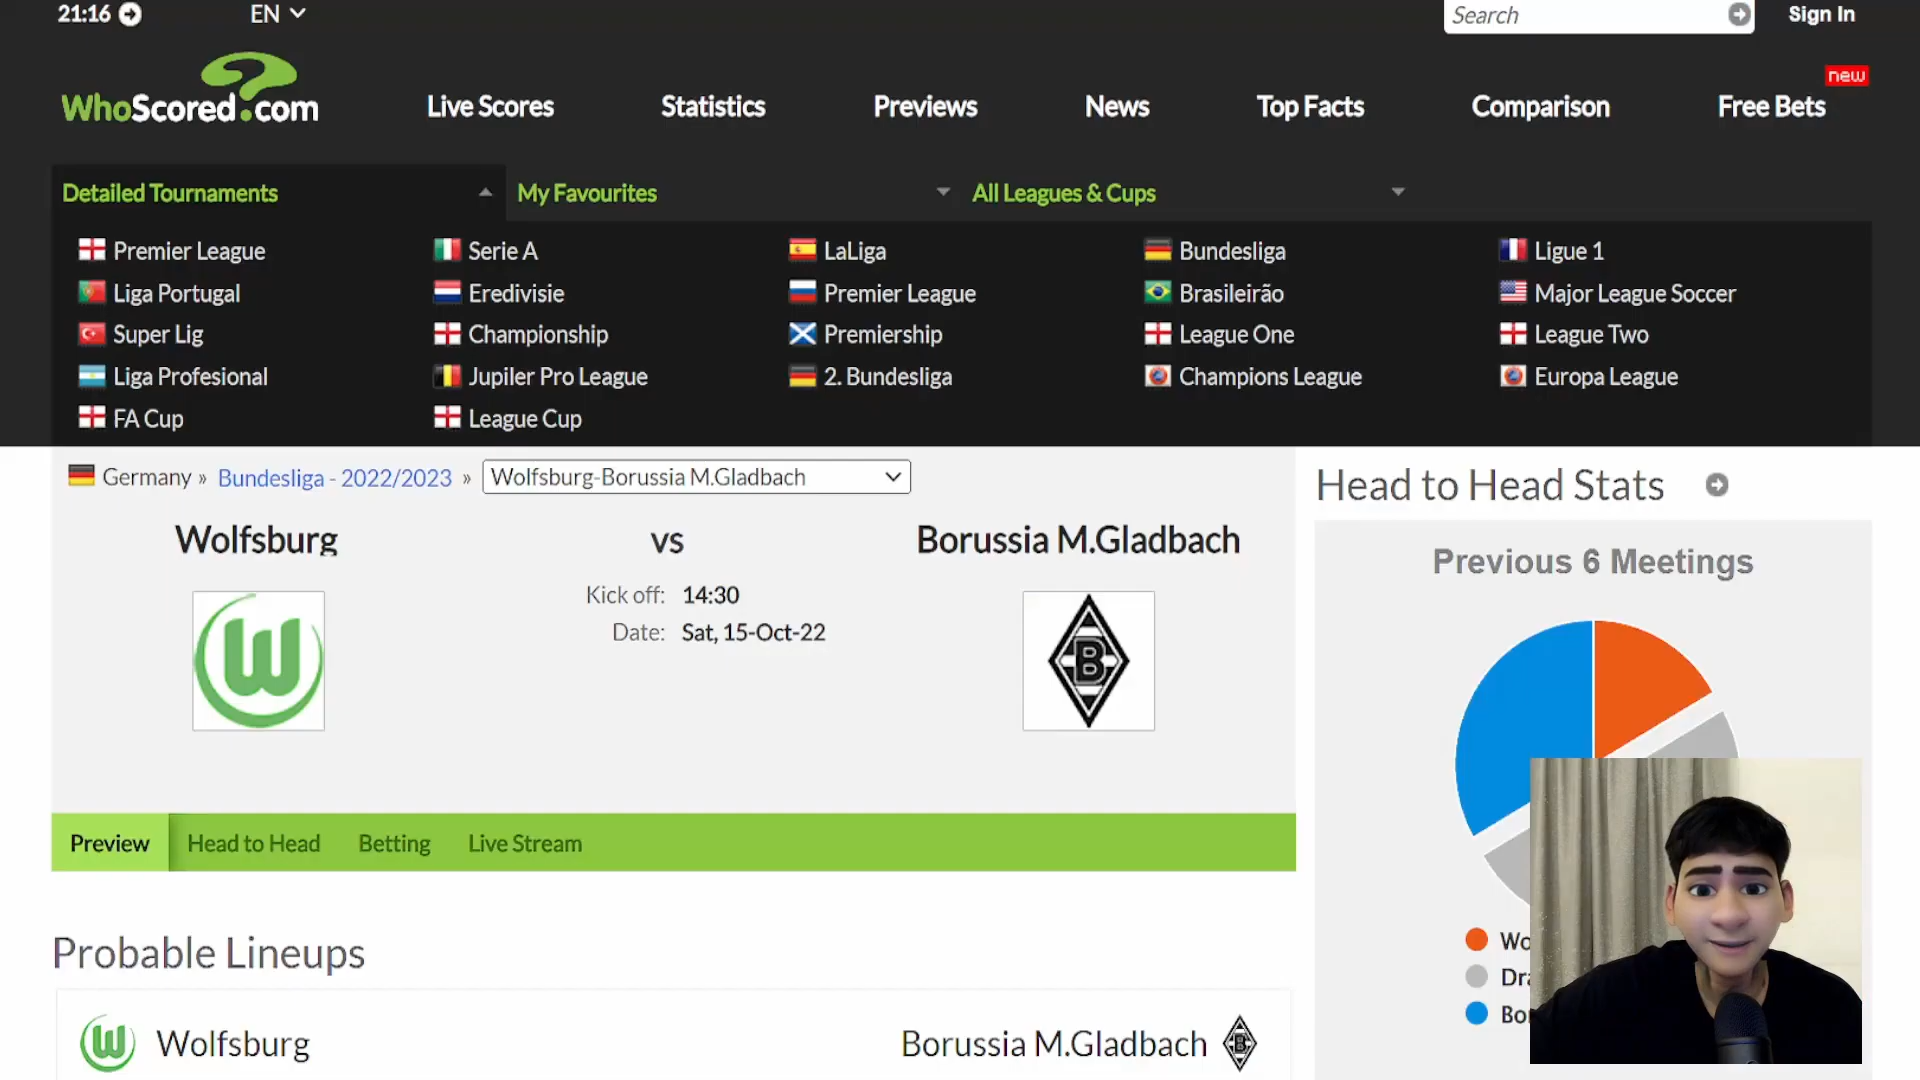 21:16
EN
Search
Sign In
WhoScored.com
Live Scores
Statistics
Previews
News
Top Facts
Comparison
Free Bets
new
Detailed Tournaments
My Favourites
All Leagues & Cups
Premier League
Serie A
LaLiga
Bundesliga
Ligue 1
Liga Portugal
Eredivisie
Premier League
Brasileirão
Major League Soccer
Super Lig
Championship
Premiership
League One
League Two
Liga Profesional
Jupiler Pro League
2. Bundesliga
Champions League
Europa League
FA Cup
League Cup
Germany » Bundesliga - 2022/2023 » Wolfsburg-Borussia M.Gladbach
Wolfsburg
vs
Borussia M.Gladbach
Kick off: 14:30
Date: Sat, 15-Oct-22
W
B
Head to Head Stats
Previous 6 Meetings
Preview
Head to Head
Betting
Live Stream
Probable Lineups
Wolfsburg
Borussia M.Gladbach